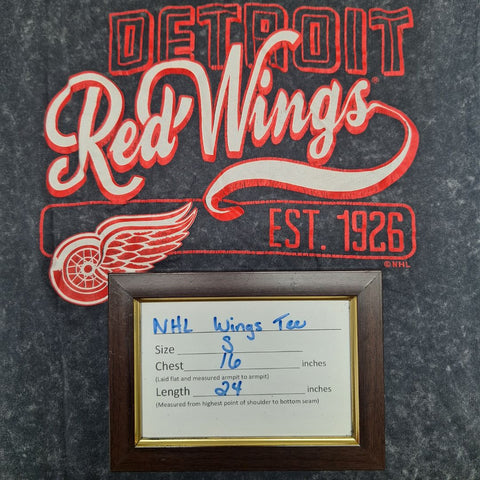 DETROIT
Red Wings®
EST. 1926
©NHL
NHL Wings Tee
Size S
Chest 16 inches
(Laid flat and measured armpit to armpit)
Length 24 inches
(Measured from highest point of shoulder to bottom seam)